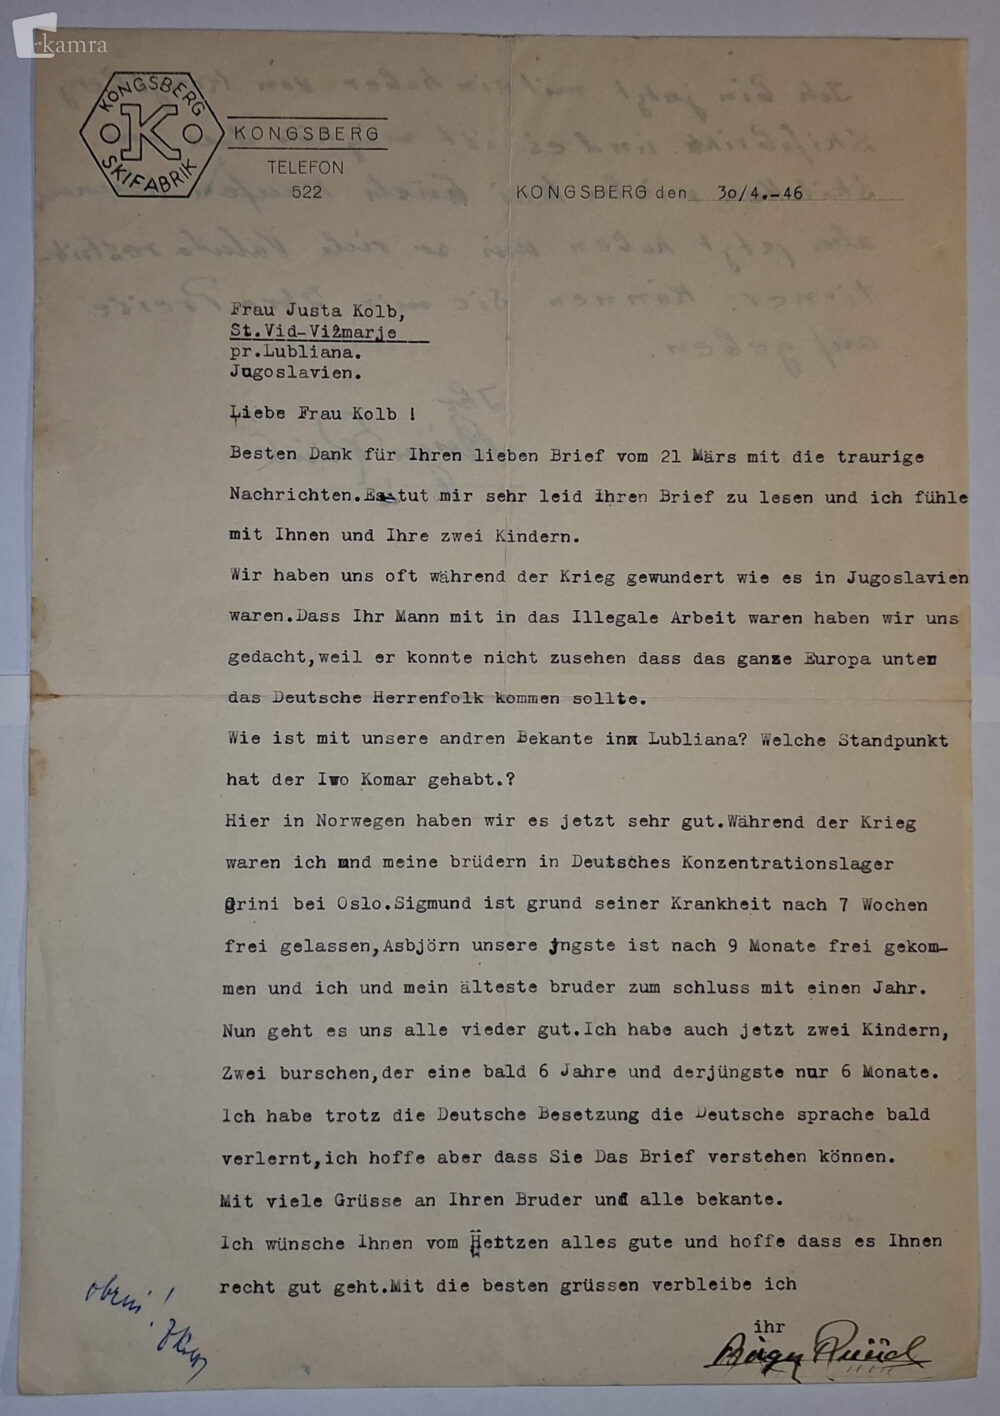 kamra
KONGSBERG
K
SKIFABRIK
KONGSBERG
TELEFON
522
KONGSBERG den 30/4.-46
Frau Justa Kolb,
St.Vid-Vižmarje
pr.Lubliana.
Jugoslavien.
Liebe Frau Kolb !
Besten Dank für Ihren lieben Brief vom 21 Märs mit die traurige
Nachrichten.Es tut mir sehr leid Ihren Brief zu lesen und ich fühle
mit Ihnen und Ihre zwei Kindern.
Wir haben uns oft während der Krieg gewundert wie es in Jugoslavien
waren.Dass Ihr Mann mit in das Illegale Arbeit waren haben wir uns
gedacht,weil er konnte nicht zusehen dass das ganze Europa unter
das Deutsche Herrenfolk kommen sollte.
Wie ist mit unsere andren Bekante in Lubliana? Welche Standpunkt
hat der Iwo Komar gehabt.?
Hier in Norwegen haben wir es jetzt sehr gut.Während der Krieg
waren ich und meine brüdern in Deutsches Konzentrationslager
Grini bei Oslo.Sigmund ist grund seiner Krankheit nach 7 Wochen
frei gelassen,Asbjörn unsere jngste ist nach 9 Monate frei gekom-
men und ich und mein älteste bruder zum schluss mit einen Jahr.
Nun geht es uns alle vieder gut.Ich habe auch jetzt zwei Kindern,
Zwei burschen,der eine bald 6 Jahre und derjüngste nur 6 Monate.
Ich habe trotz die Deutsche Besetzung die Deutsche sprache bald
verlernt,ich hoffe aber dass Sie Das Brief verstehen können.
Mit viele Grüsse an Ihren Bruder und alle bekante.
Ich wünsche Ihnen vom Hertzen alles gute und hoffe dass es Ihnen
recht gut geht.Mit die besten grüssen verbleibe ich
ihr
Birger Ruud
obrni!